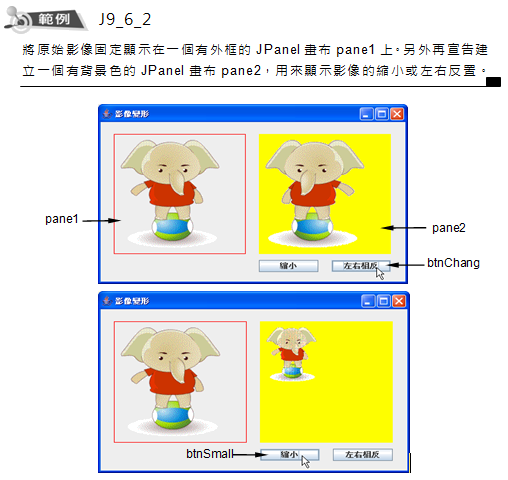 範例 J9_6_2
將原始影像固定顯示在一個有外框的 JPanel 畫布 pane1 上。另外再宣告建
立一個有背景色的 JPanel 畫布 pane2，用來顯示影像的縮小或左右反置。
影像變形
pane1
pane2
縮小 左右相反
btnChang
影像變形
btnSmall
縮小 左右相反